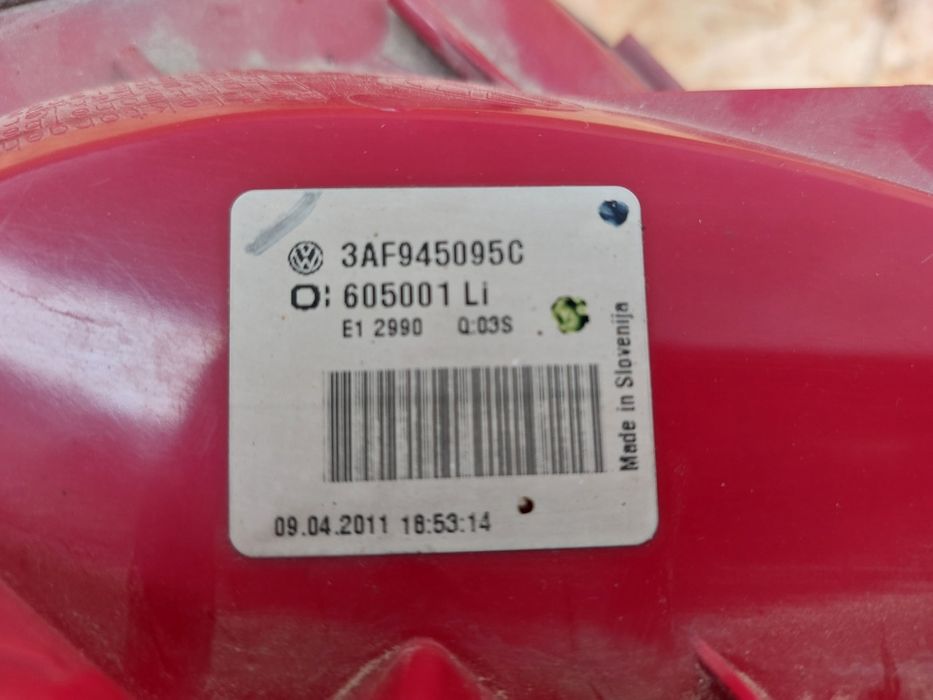 3AF945095C
O: 605001 Li
E1 2990 Q:03S
Made in Slovenija
09.04.2011 18:53:14